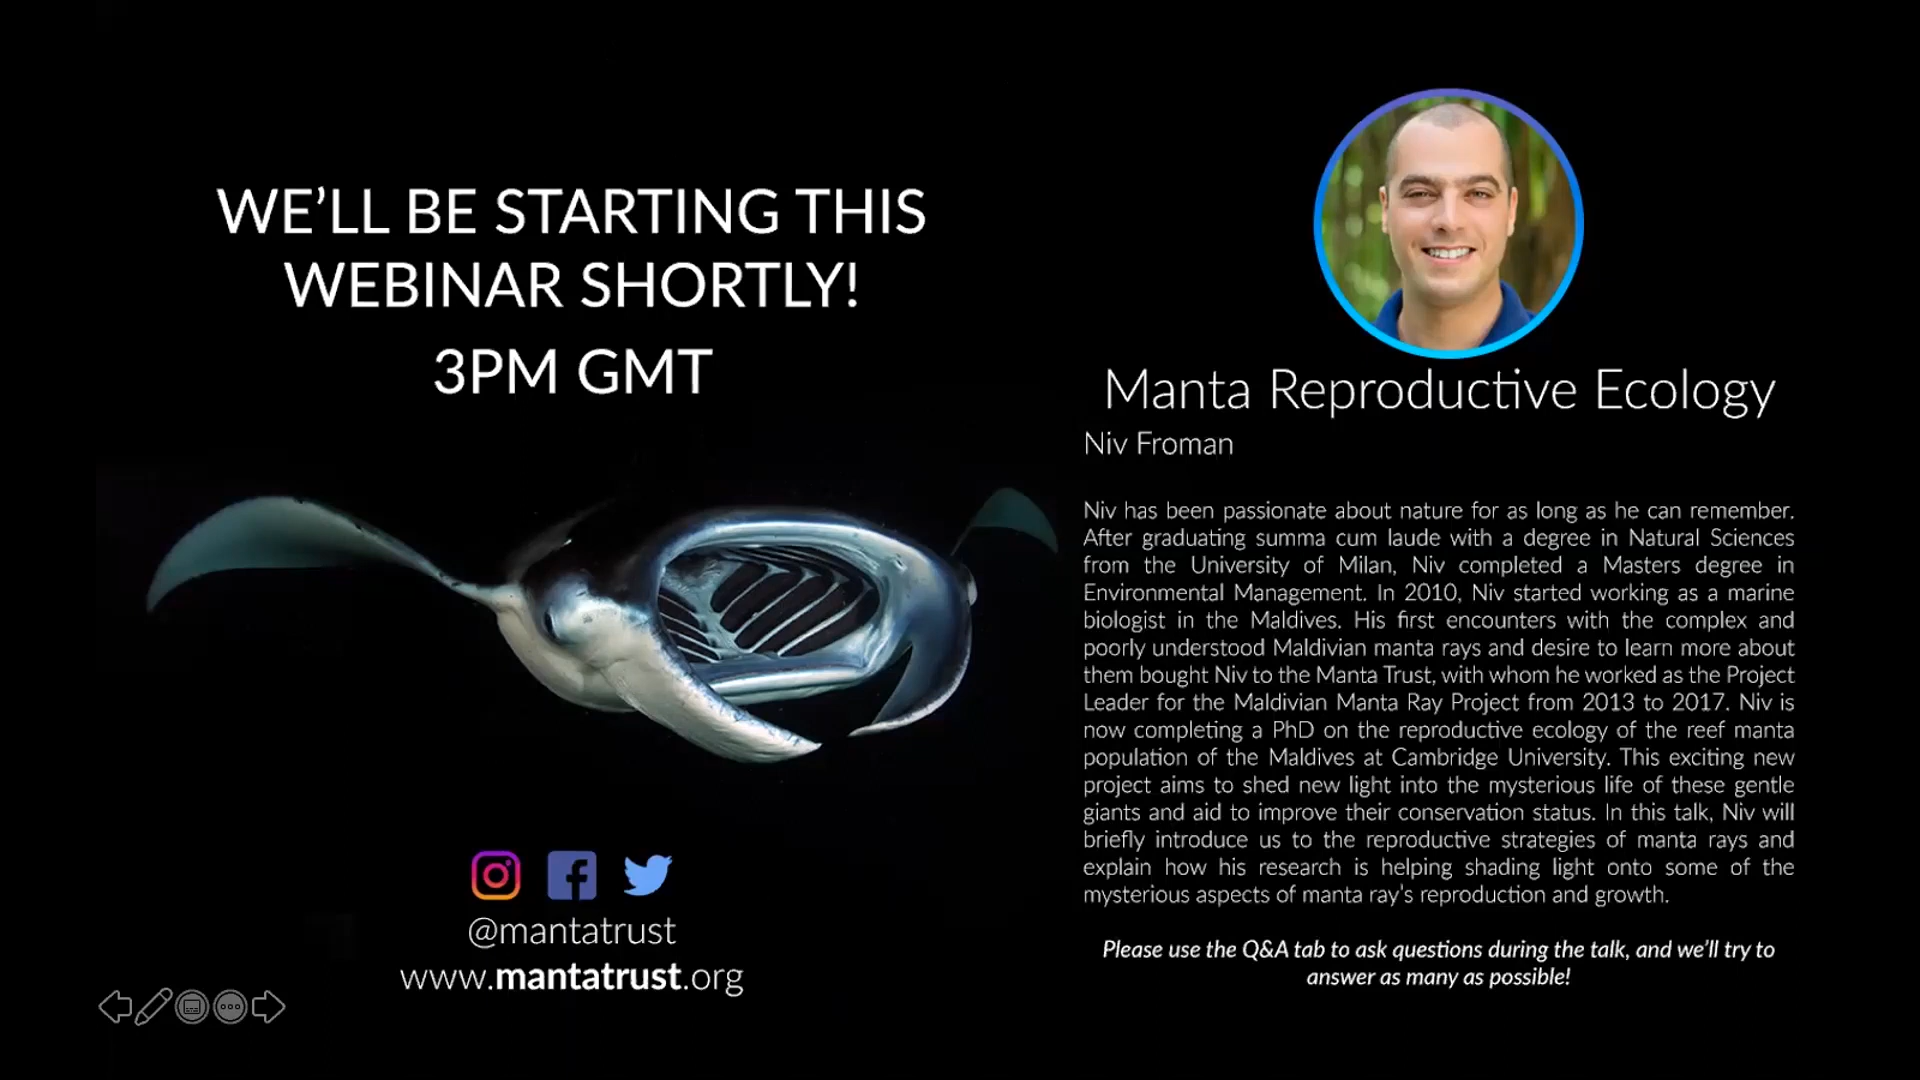 WE’LL BE STARTING THIS
WEBINAR SHORTLY!
3PM GMT
@mantatrust
www.mantatrust.org
Manta Reproductive Ecology
Niv Froman
Niv has been passionate about nature for as long as he can remember.
After graduating summa cum laude with a degree in Natural Sciences
from the University of Milan, Niv completed a Masters degree in
Environmental Management. In 2010, Niv started working as a marine
biologist in the Maldives. His first encounters with the complex and
poorly understood Maldivian manta rays and desire to learn more about
them bought Niv to the Manta Trust, with whom he worked as the Project
Leader for the Maldivian Manta Ray Project from 2013 to 2017. Niv is
now completing a PhD on the reproductive ecology of the reef manta
population of the Maldives at Cambridge University. This exciting new
project aims to shed new light into the mysterious life of these gentle
giants and aid to improve their conservation status. In this talk, Niv will
briefly introduce us to the reproductive strategies of manta rays and
explain how his research is helping shading light onto some of the
mysterious aspects of manta ray's reproduction and growth.
Please use the Q&A tab to ask questions during the talk, and we'll try to
answer as many as possible!